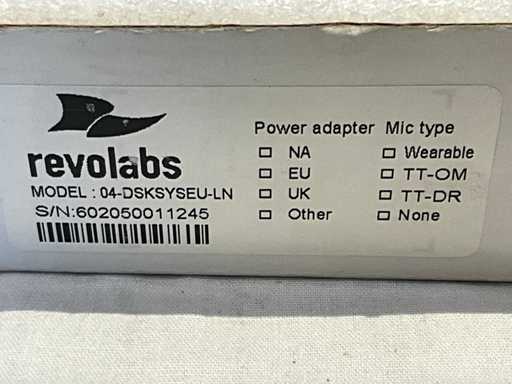 revolabs
MODEL : 04-DSKSYSEU-LN
S/N:602050011245
Power adapter
NA
EU
UK
Other
Mic type
Wearable
TT-OM
TT-DR
None